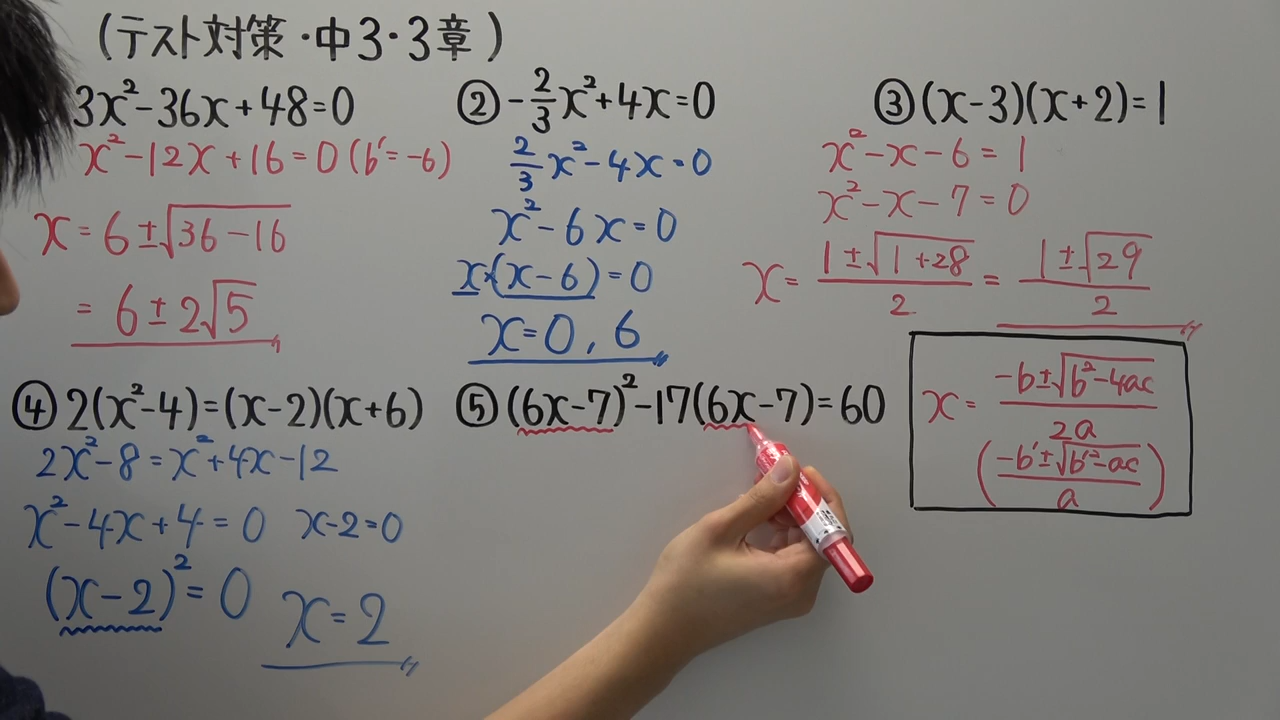 (テスト対策・中3・3章)
3x²-36x+48=0
x²-12x+16=0(b'=-6)
x=6±√36-16
=6±2√5
②-2/3x²+4x=0
2/3x²-4x=0
x²-6x=0
x(x-6)=0
x=0,6
③(x-3)(x+2)=1
x²-x-6=1
x²-x-7=0
x=1±√1+28/2=1±√29/2
④2(x²-4)=(x-2)(x+6)
2x²-8=x²+4x-12
x²-4x+4=0 x-2=0
(x-2)²=0 x=2
⑤(6x-7)²-17(6x-7)=60
x=-b±√b²-4ac/2a
(-b'±√b'²-ac/a)